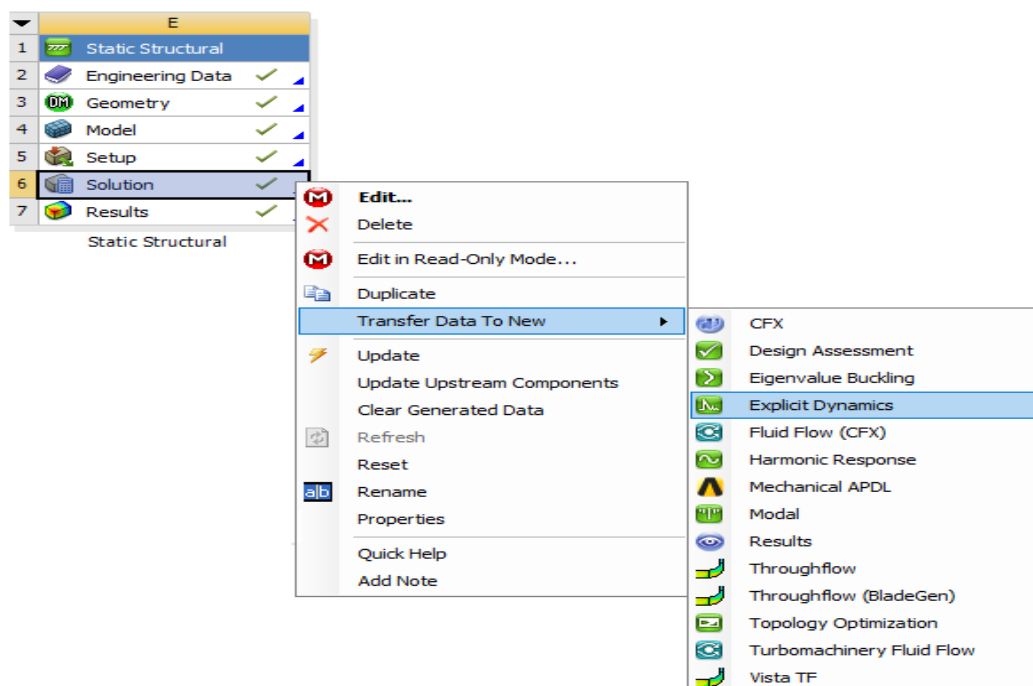 E
1 Static Structural
2 Engineering Data
3 DM Geometry
4 Model
5 Setup
6 Solution
7 Results
Static Structural
M Edit...
Delete
M Edit in Read-Only Mode...
Duplicate
Transfer Data To New
Update
Update Upstream Components
Clear Generated Data
Refresh
Reset
a|b Rename
Properties
Quick Help
Add Note
CFX
Design Assessment
Eigenvalue Buckling
Explicit Dynamics
Fluid Flow (CFX)
Harmonic Response
Mechanical APDL
Modal
Results
Throughflow
Throughflow (BladeGen)
Topology Optimization
Turbomachinery Fluid Flow
Vista TF